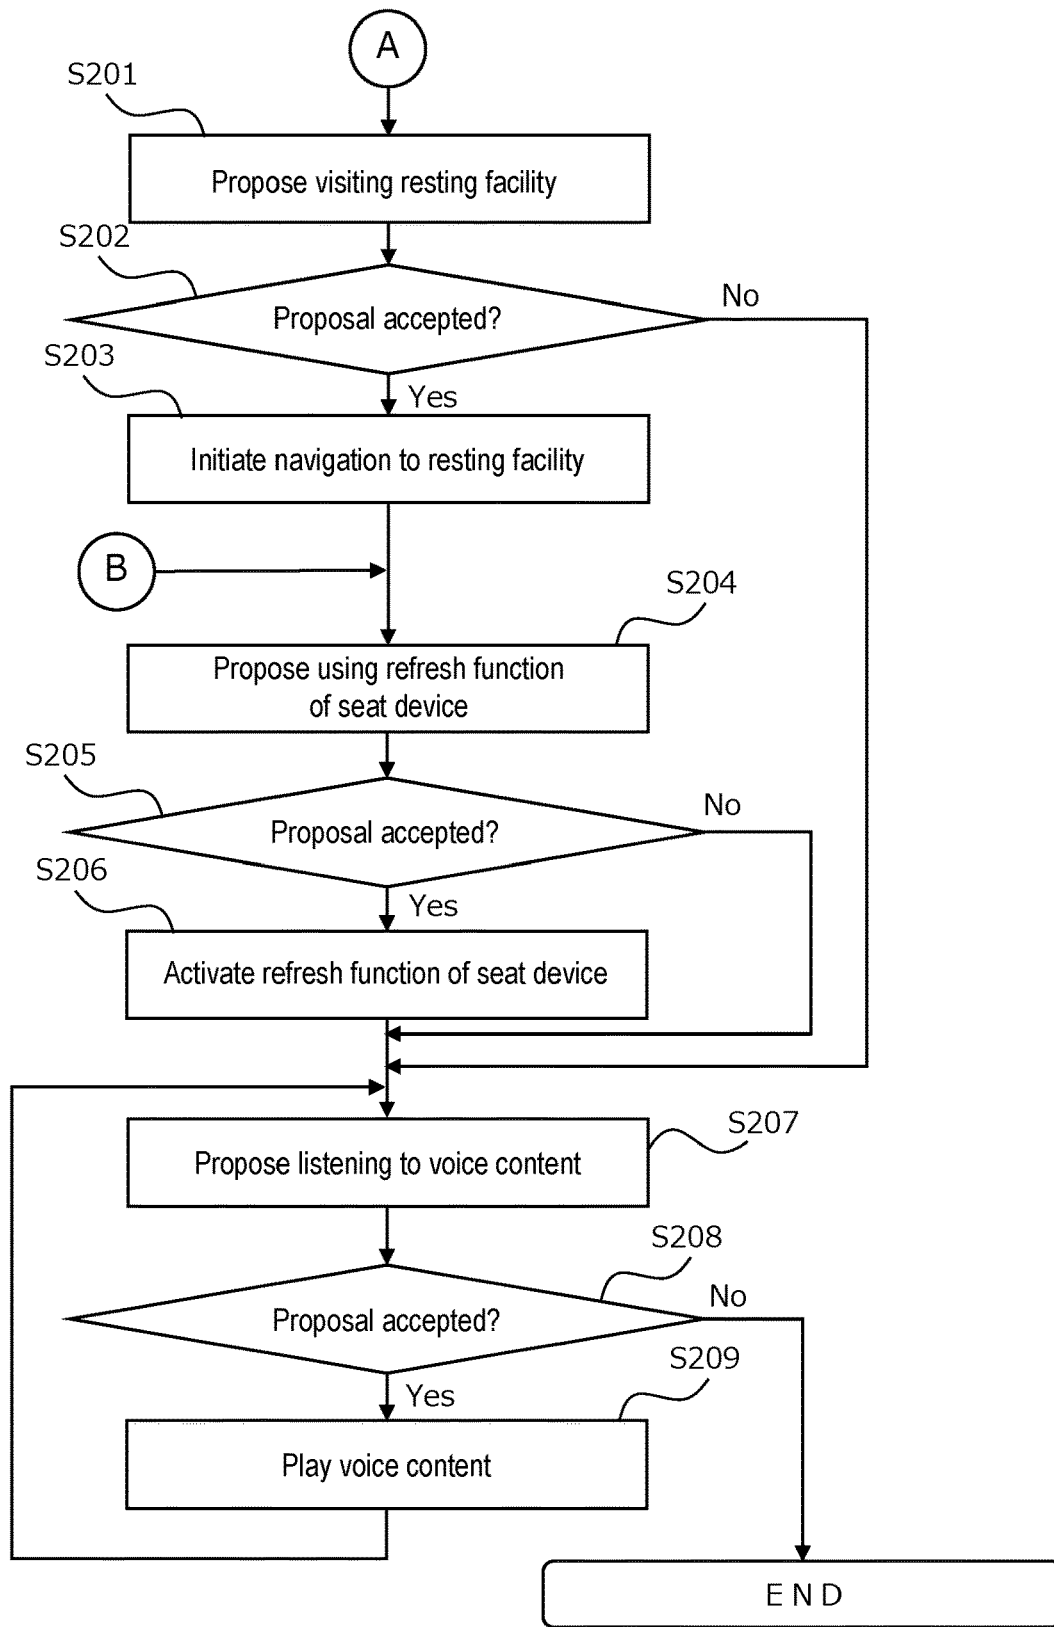 A
S201
Propose visiting resting facility
S202
Proposal accepted?
No
S203
Yes
Initiate navigation to resting facility
B
S204
Propose using refresh function
of seat device
S205
Proposal accepted?
No
S206
Yes
Activate refresh function of seat device
S207
Propose listening to voice content
S208
Proposal accepted?
No
S209
Yes
Play voice content
END